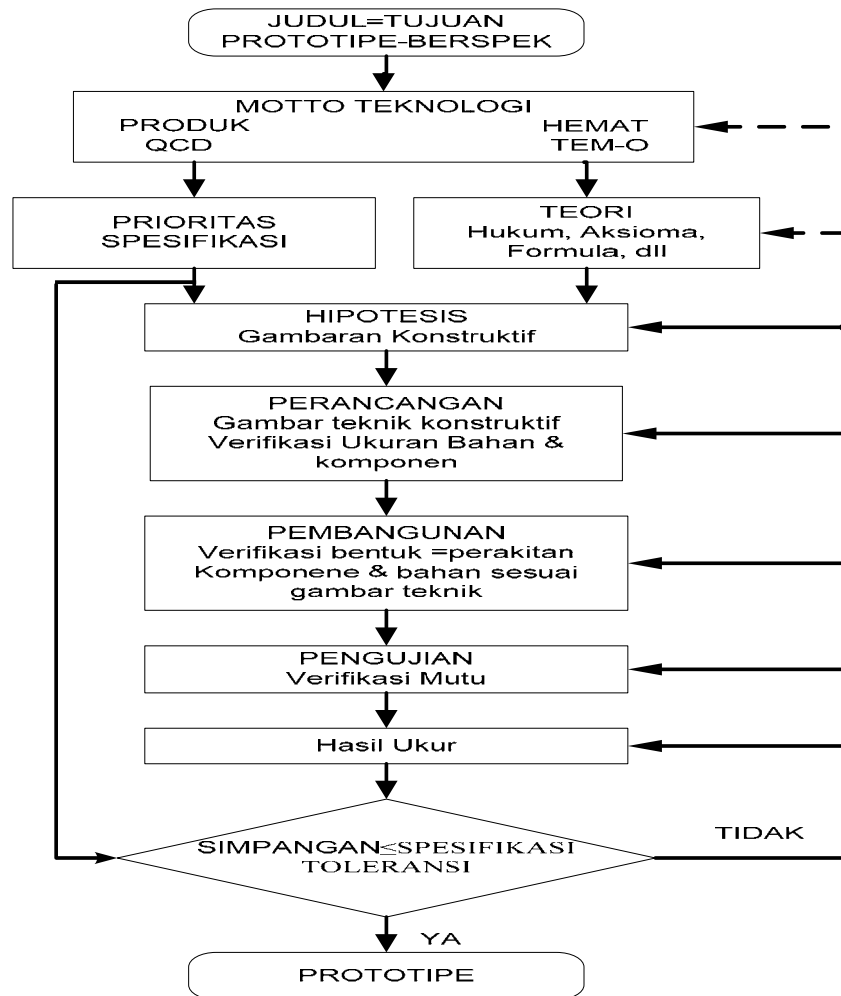 JUDUL=TUJUAN
PROTOTIPE-BERSPEK
MOTTO TEKNOLOGI
PRODUK
QCD
HEMAT
TEM-O
PRIORITAS
SPESIFIKASI
TEORI
Hukum, Aksioma,
Formula, dll
HIPOTESIS
Gambaran Konstruktif
PERANCANGAN
Gambar teknik konstruktif
Verifikasi Ukuran Bahan &
komponen
PEMBANGUNAN
Verifikasi bentuk =perakitan
Komponene & bahan sesuai
gambar teknik
PENGUJIAN
Verifikasi Mutu
Hasil Ukur
SIMPANGAN≤SPESIFIKASI
TOLERANSI
TIDAK
YA
PROTOTIPE